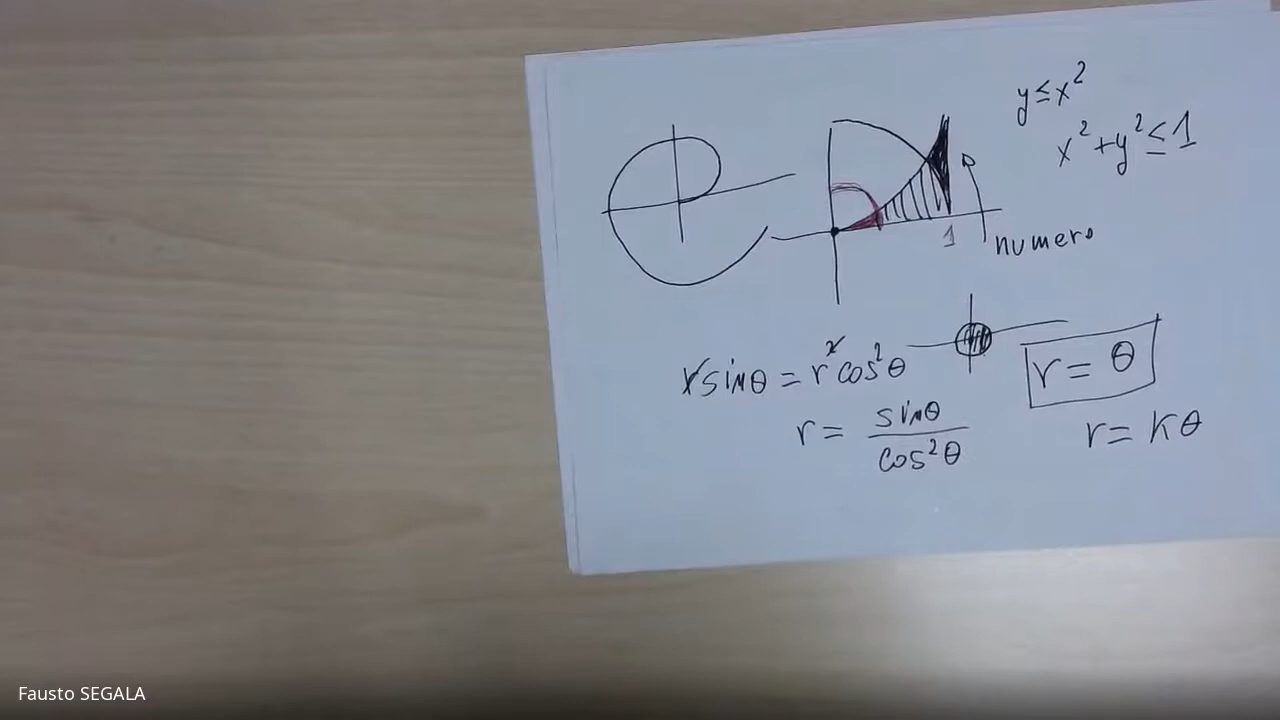 y ≤ x²
x² + y² ≤ 1
1
numero
r sinθ = r² cos²θ
r = sinθ / cos²θ
r = θ
r = kθ
Fausto SEGALA